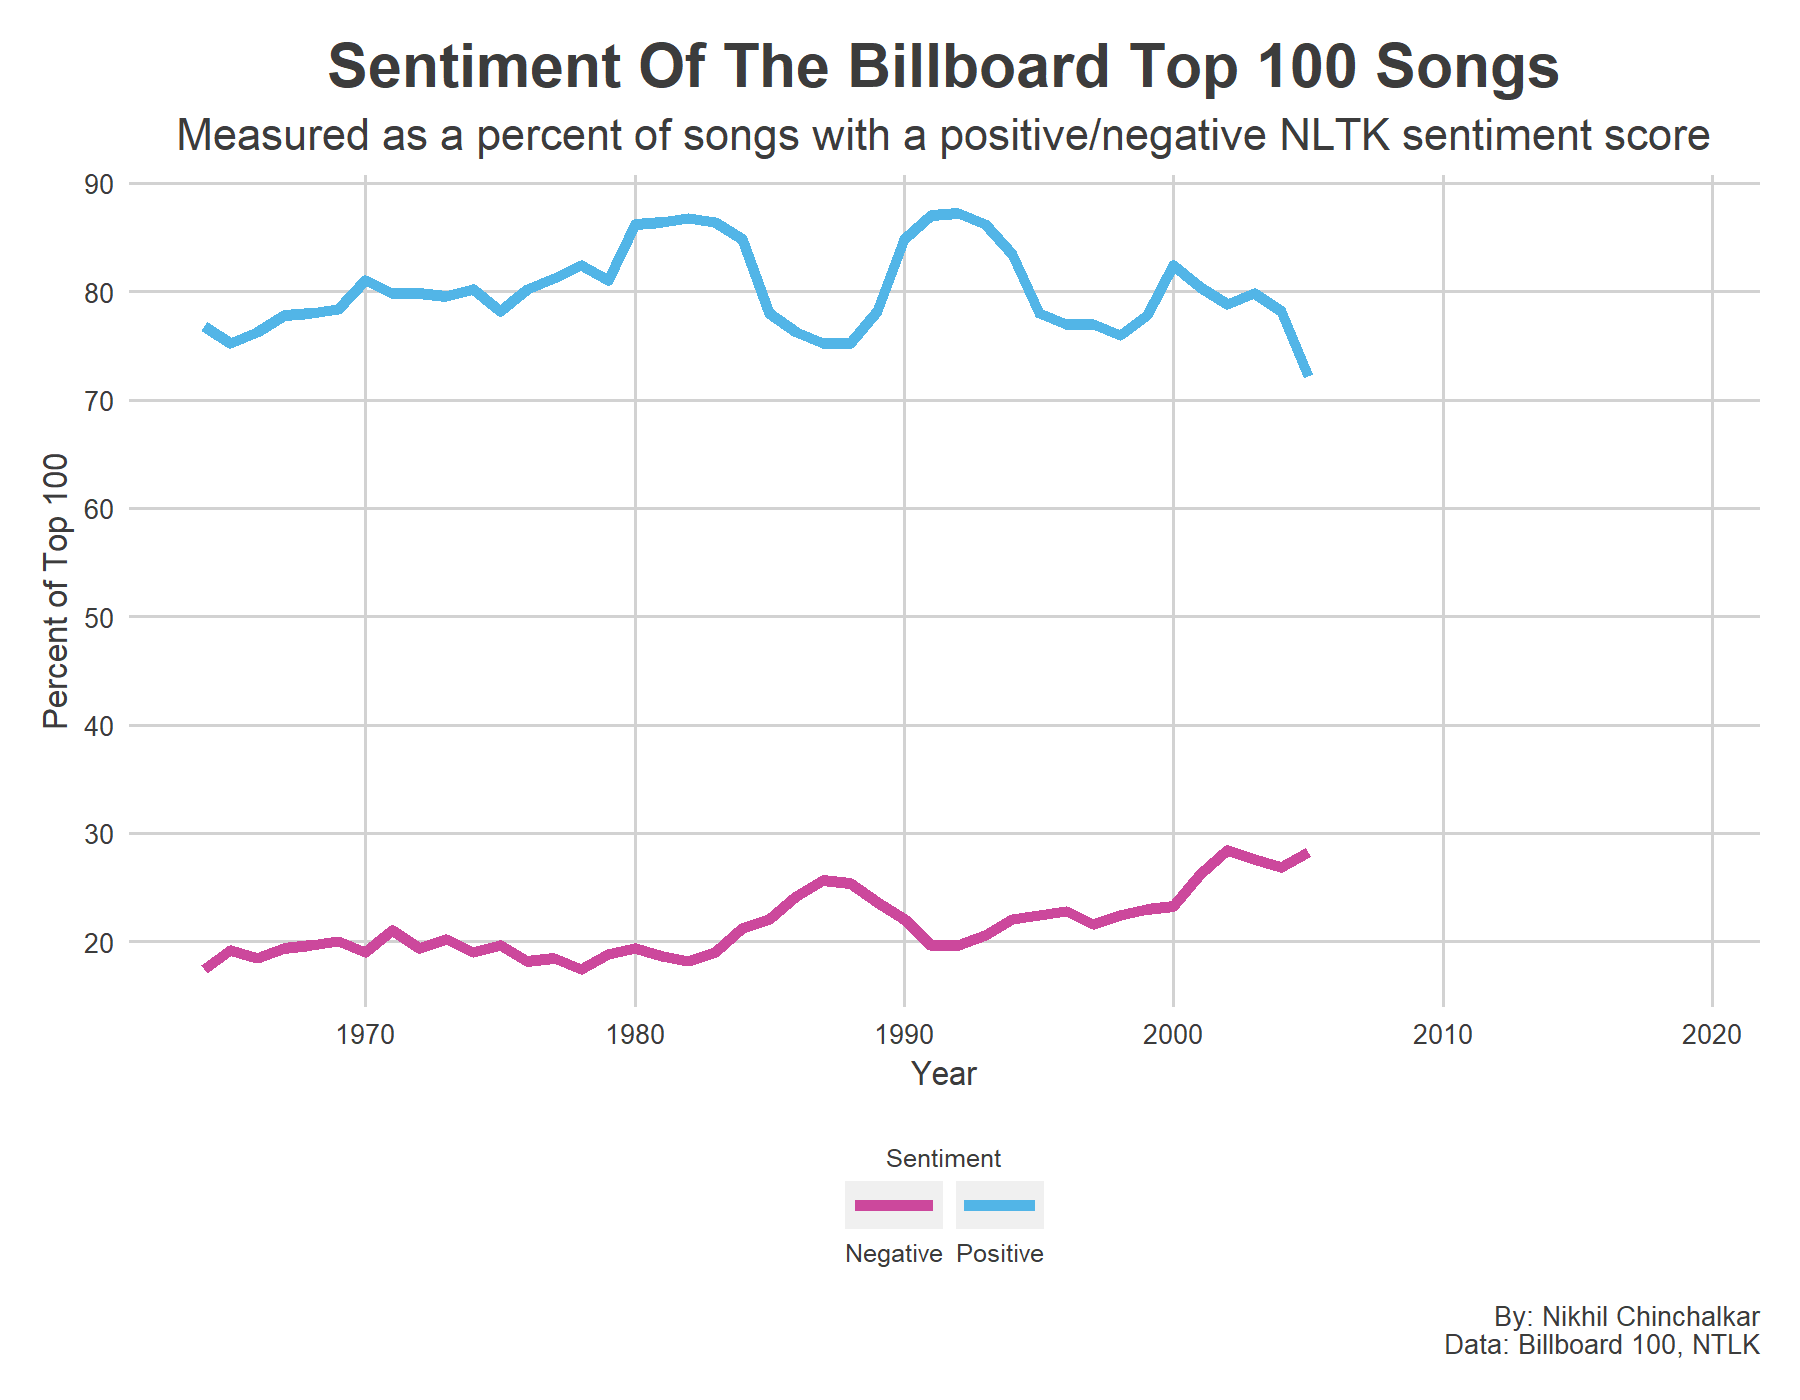 Sentiment Of The Billboard Top 100 Songs
Measured as a percent of songs with a positive/negative NLTK sentiment score
90
80
70
60
50
40
30
20
Percent of Top 100
1970 1980 1990 2000 2010 2020
Year
Sentiment
Negative Positive
By: Nikhil Chinchalkar
Data: Billboard 100, NTLK